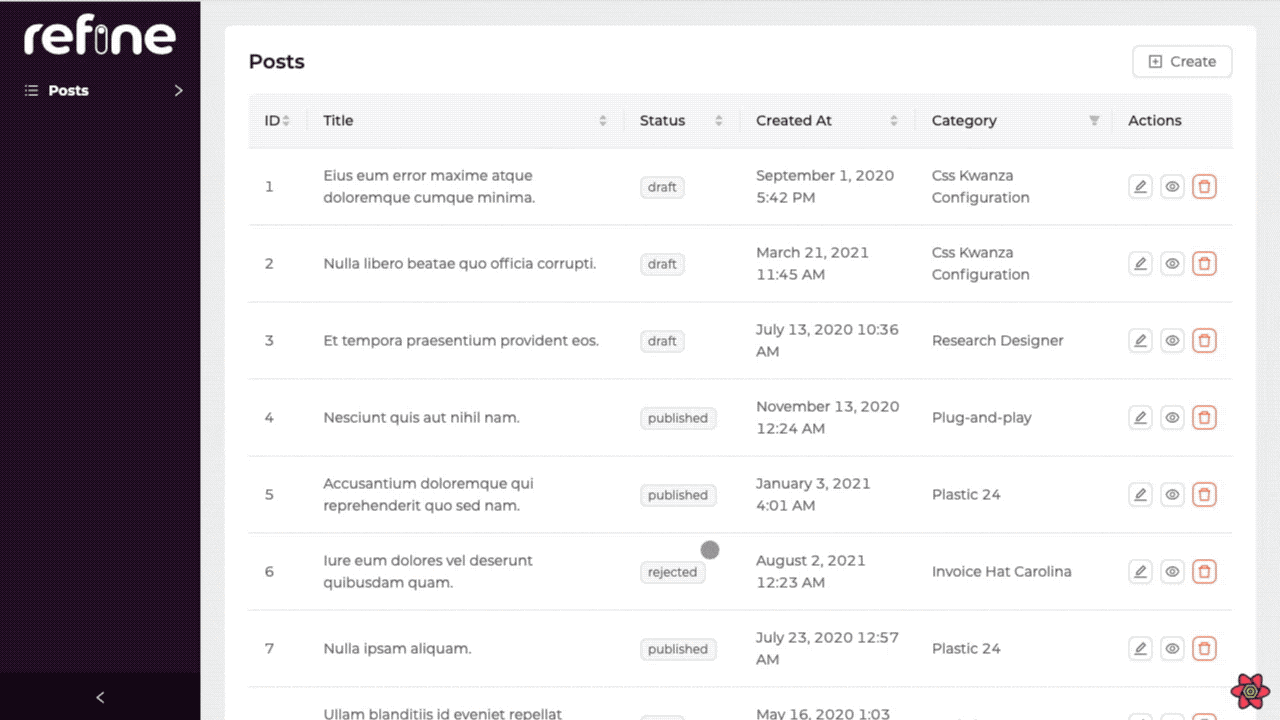 refine
Posts
Posts
Create
ID Title Status Created At Category Actions
1 Eius eum error maxime atque doloremque cumque minima. draft September 1, 2020 5:42 PM Css Kwanza Configuration
2 Nulla libero beatae quo officia corrupti. draft March 21, 2021 11:45 AM Css Kwanza Configuration
3 Et tempora praesentium provident eos. draft July 13, 2020 10:36 AM Research Designer
4 Nesciunt quis aut nihil nam. published November 13, 2020 12:24 AM Plug-and-play
5 Accusantium doloremque qui reprehenderit quo sed nam. published January 3, 2021 4:01 AM Plastic 24
6 Iure eum dolores vel deserunt quibusdam quam. rejected August 2, 2021 12:23 AM Invoice Hat Carolina
7 Nulla ipsam aliquam. published July 23, 2020 12:57 AM Plastic 24
Ullam blanditiis id eveniet repellat May 16, 2020 1:03